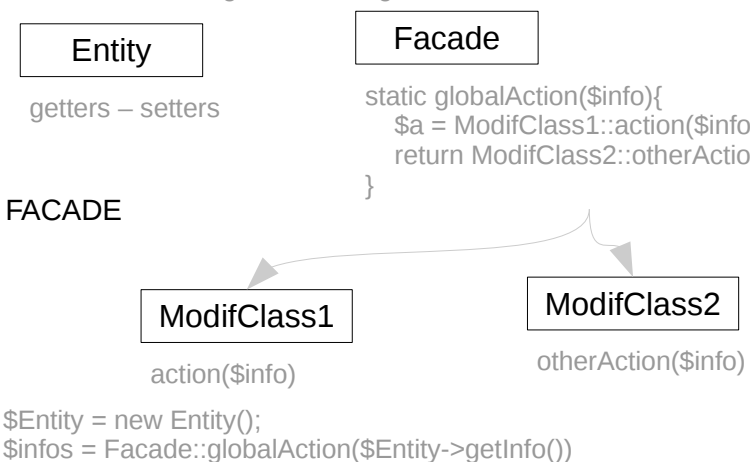 Entity
Facade
getters – setters
static globalAction($info){
$a = ModifClass1::action($info
return ModifClass2::otherActio
}
FACADE
ModifClass1
ModifClass2
action($info)
otherAction($info)
$Entity = new Entity();
$infos = Facade::globalAction($Entity->getInfo())